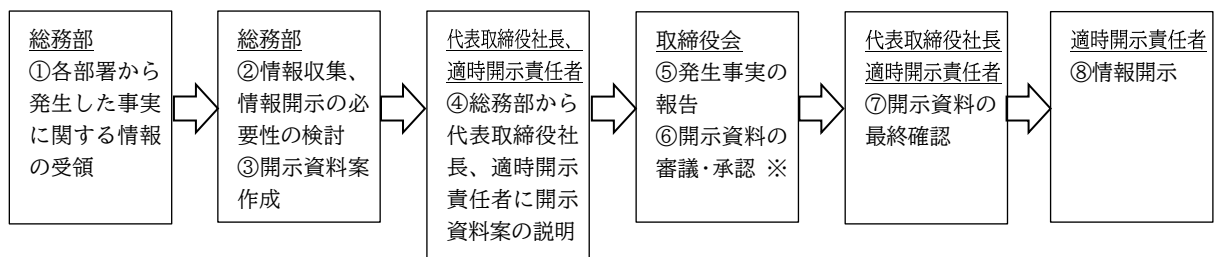 総務部
①各部署から
発生した事実
に関する情報
の受領
総務部
②情報収集、
情報開示の必
要性の検討
③開示資料案
作成
代表取締役社長、
適時開示責任者
④総務部から
代表取締役社
長、適時開示
責任者に開示
資料案の説明
取締役会
⑤発生事実の
報告
⑥開示資料の
審議・承認 ※
代表取締役社長
適時開示責任者
⑦開示資料の
最終確認
適時開示責任者
⑧情報開示